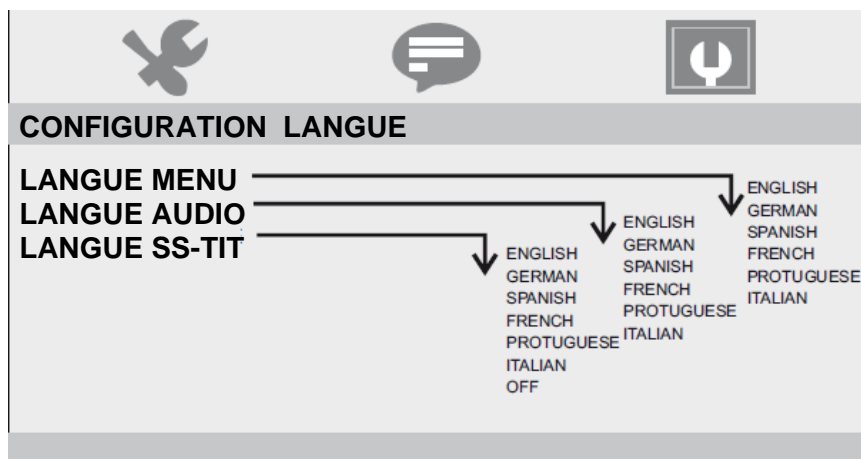 CONFIGURATION LANGUE
LANGUE MENU
LANGUE AUDIO
LANGUE SS-TIT
ENGLISH
GERMAN
SPANISH
FRENCH
PROTUGUESE
ITALIAN
OFF
ENGLISH
GERMAN
SPANISH
FRENCH
PROTUGUESE
ITALIAN
ENGLISH
GERMAN
SPANISH
FRENCH
PROTUGUESE
ITALIAN